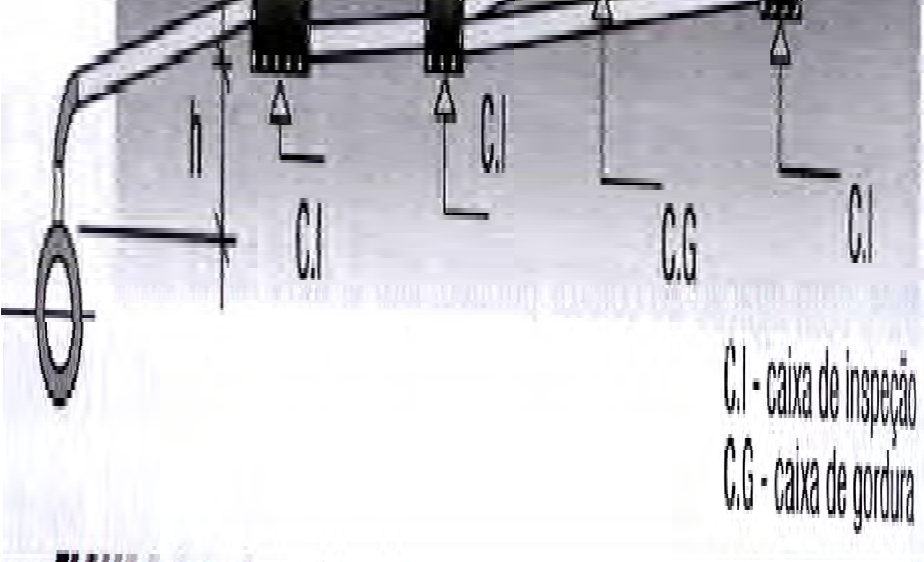 h
C.I
C.I
C.G
C.I
C.I - caixa de inspeção
C.G - caixa de gordura